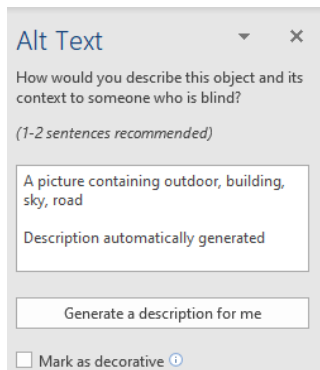 Alt Text
How would you describe this object and its
context to someone who is blind?
(1-2 sentences recommended)
A picture containing outdoor, building,
sky, road
Description automatically generated
Generate a description for me
Mark as decorative